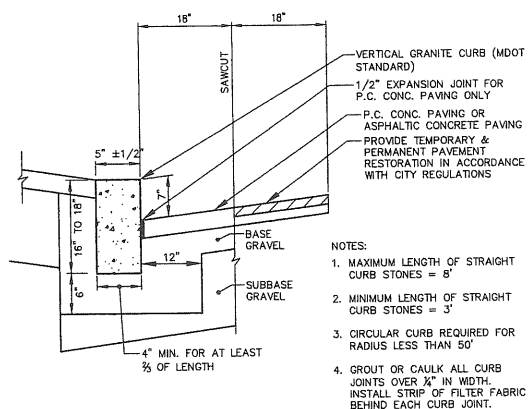 18"
18"
SAWCUT
VERTICAL GRANITE CURB (MDOT
STANDARD)
1/2" EXPANSION JOINT FOR
P.C. CONC. PAVING ONLY
P.C. CONC. PAVING OR
ASPHALTIC CONCRETE PAVING
PROVIDE TEMPORARY &
PERMANENT PAVEMENT
RESTORATION IN ACCORDANCE
WITH CITY REGULATIONS
5" ±1/2"
7"
16" TO 18"
BASE
GRAVEL
12"
6"
SUBBASE
GRAVEL
4" MIN. FOR AT LEAST
⅔ OF LENGTH
NOTES:
1. MAXIMUM LENGTH OF STRAIGHT
CURB STONES = 8'
2. MINIMUM LENGTH OF STRAIGHT
CURB STONES = 3'
3. CIRCULAR CURB REQUIRED FOR
RADIUS LESS THAN 50'
4. GROUT OR CAULK ALL CURB
JOINTS OVER ¼" IN WIDTH.
INSTALL STRIP OF FILTER FABRIC
BEHIND EACH CURB JOINT.